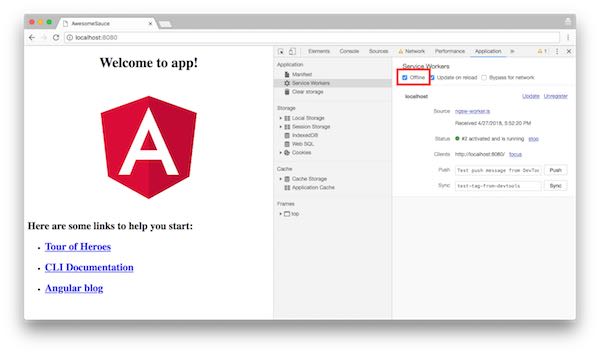 AwesomeSauce
localhost:8080
Welcome to app!
A
Here are some links to help you start:
Tour of Heroes
CLI Documentation
Angular blog
Elements Console Sources Network Performance Application » 1
Application
Manifest
Service Workers
Clear storage
Storage
Local Storage
Session Storage
IndexedDB
Web SQL
Cookies
Cache
Cache Storage
Application Cache
Frames
top
Service Workers
Offline Update on reload Bypass for network
localhost Update Unregister
Source ngsw-worker.js
Received 4/27/2018, 5:52:20 PM
Status #2 activated and is running stop
Clients http://localhost:8080/ focus
Push Test push message from DevToo Push
Sync test-tag-from-devtools Sync